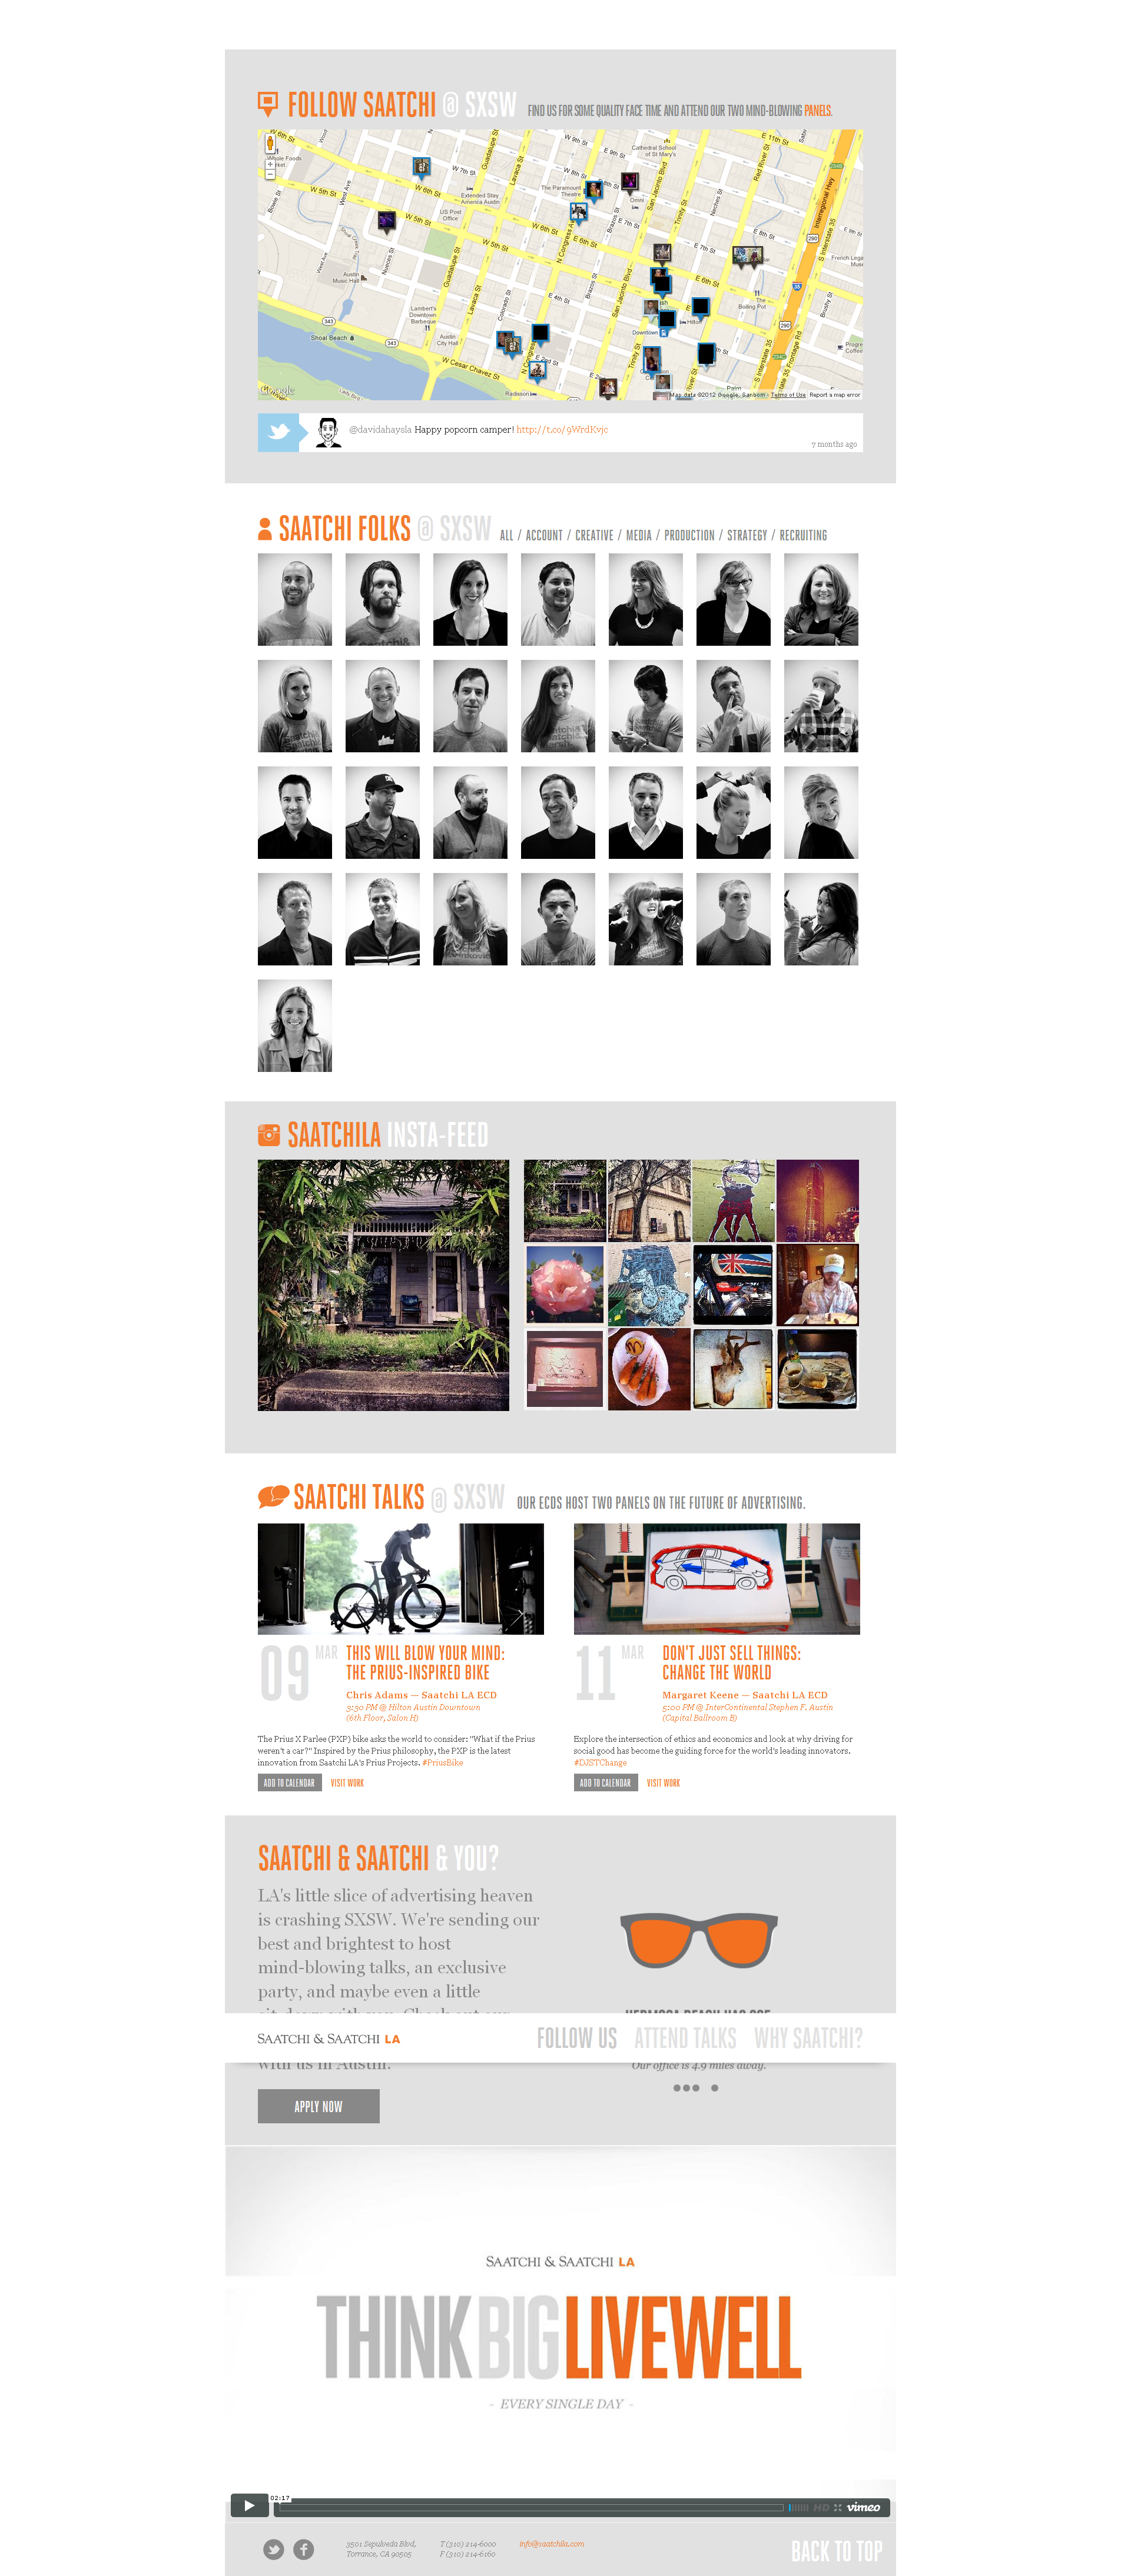 FOLLOW SAATCHI @ SXSW FIND US FOR SOME QUALITY FACE TIME AND ATTEND OUR TWO MIND-BLOWING PANELS.
W 6th St
Whole Foods
W 5th St
West Ave
Bowie St
Nueces St
Austin
Music Hall
Shoal Beach
343
Lambert's
Downtown
Barbeque
Austin
City Hall
US Post
Office
Extended Stay
America Austin
Guadalupe St
Lavaca St
Colorado St
W 7th St
W 6th St
W 5th St
W 9th St
W 8th St
The Paramount
Theatre
Cathedral School
of St Mary's
Omni
E 11th St
Red River St
San Jacinto Blvd
Trinity St
Neches St
Brazos St
E 9th St
E 8th St
E 7th St
E 6th St
E 4th St
E 2nd St
Interregional Hwy
S Interstate 35
290
The
Boiling Pot
Hilton
Downtown
Radisson
W Cesar Chavez St
S Interstate 35 Frontage Rd
Brushy St
Google
Map data ©2012 Google, Sanborn - Terms of Use Report a map error
@davidahaysla Happy popcorn camper! http://t.co/9WrdKvjc
7 months ago
SAATCHI FOLKS @ SXSW ALL / ACCOUNT / CREATIVE / MEDIA / PRODUCTION / STRATEGY / RECRUITING
SAATCHILA INSTA-FEED
SAATCHI TALKS @ SXSW OUR ECDS HOST TWO PANELS ON THE FUTURE OF ADVERTISING.
09 MAR
THIS WILL BLOW YOUR MIND:
THE PRIUS-INSPIRED BIKE
Chris Adams — Saatchi LA ECD
3:30 PM @ Hilton Austin Downtown
(6th Floor, Salon H)
The Prius X Parlee (PXP) bike asks the world to consider: "What if the Prius
weren't a car?" Inspired by the Prius philosophy, the PXP is the latest
innovation from Saatchi LA's Prius Projects. #PriusBike
ADD TO CALENDAR VISIT WORK
11 MAR
DON'T JUST SELL THINGS:
CHANGE THE WORLD
Margaret Keene — Saatchi LA ECD
5:00 PM @ InterContinental Stephen F. Austin
(Capital Ballroom B)
Explore the intersection of ethics and economics and look at why driving for
social good has become the guiding force for the world's leading innovators.
#DJSTChange
ADD TO CALENDAR VISIT WORK
SAATCHI & SAATCHI & YOU?
LA's little slice of advertising heaven
is crashing SXSW. We're sending our
best and brightest to host
mind-blowing talks, an exclusive
party, and maybe even a little
SAATCHI & SAATCHI LA FOLLOW US ATTEND TALKS WHY SAATCHI?
with us in Austin.
Our office is 4.9 miles away.
APPLY NOW
SAATCHI & SAATCHI LA
THINK BIG LIVE WELL
- EVERY SINGLE DAY -
02:17
HD vimeo
3501 Sepulveda Blvd,
Torrance, CA 90505
T (310) 214-6000
F (310) 214-6160
info@saatchila.com
BACK TO TOP